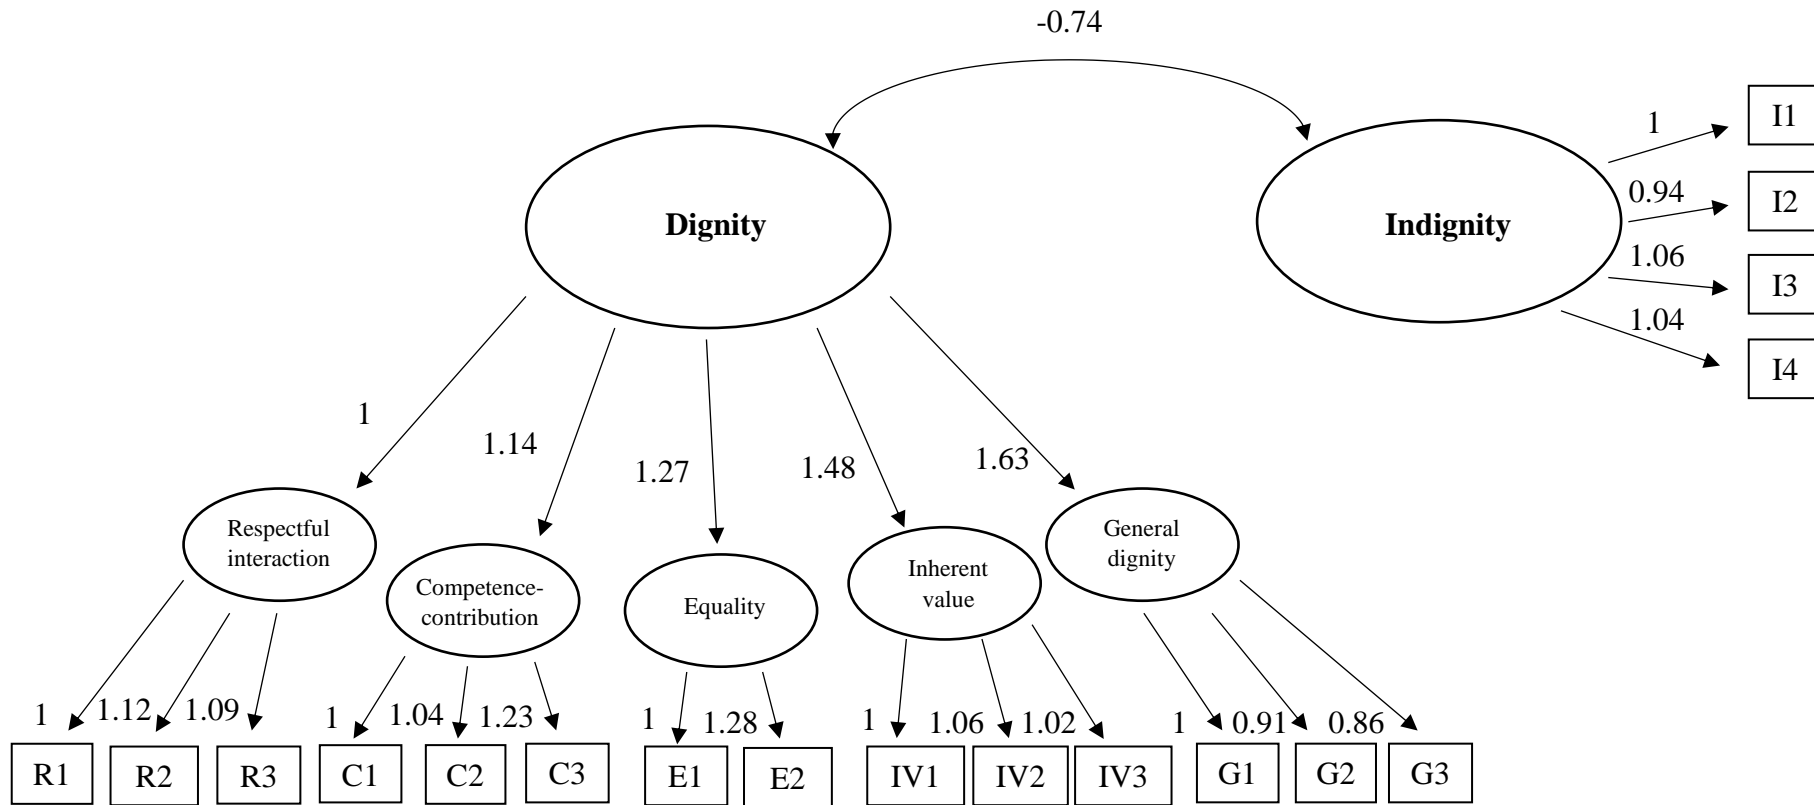 -0.74
Dignity
Indignity
1
I1
0.94
I2
1.06
I3
1.04
I4
1
1.14
1.27
1.48
1.63
Respectful
interaction
Competence-
contribution
Equality
Inherent
value
General
dignity
1
1.12
1.09
1
1.04
1.23
1
1.28
1
1.06
1.02
1
0.91
0.86
R1
R2
R3
C1
C2
C3
E1
E2
IV1
IV2
IV3
G1
G2
G3